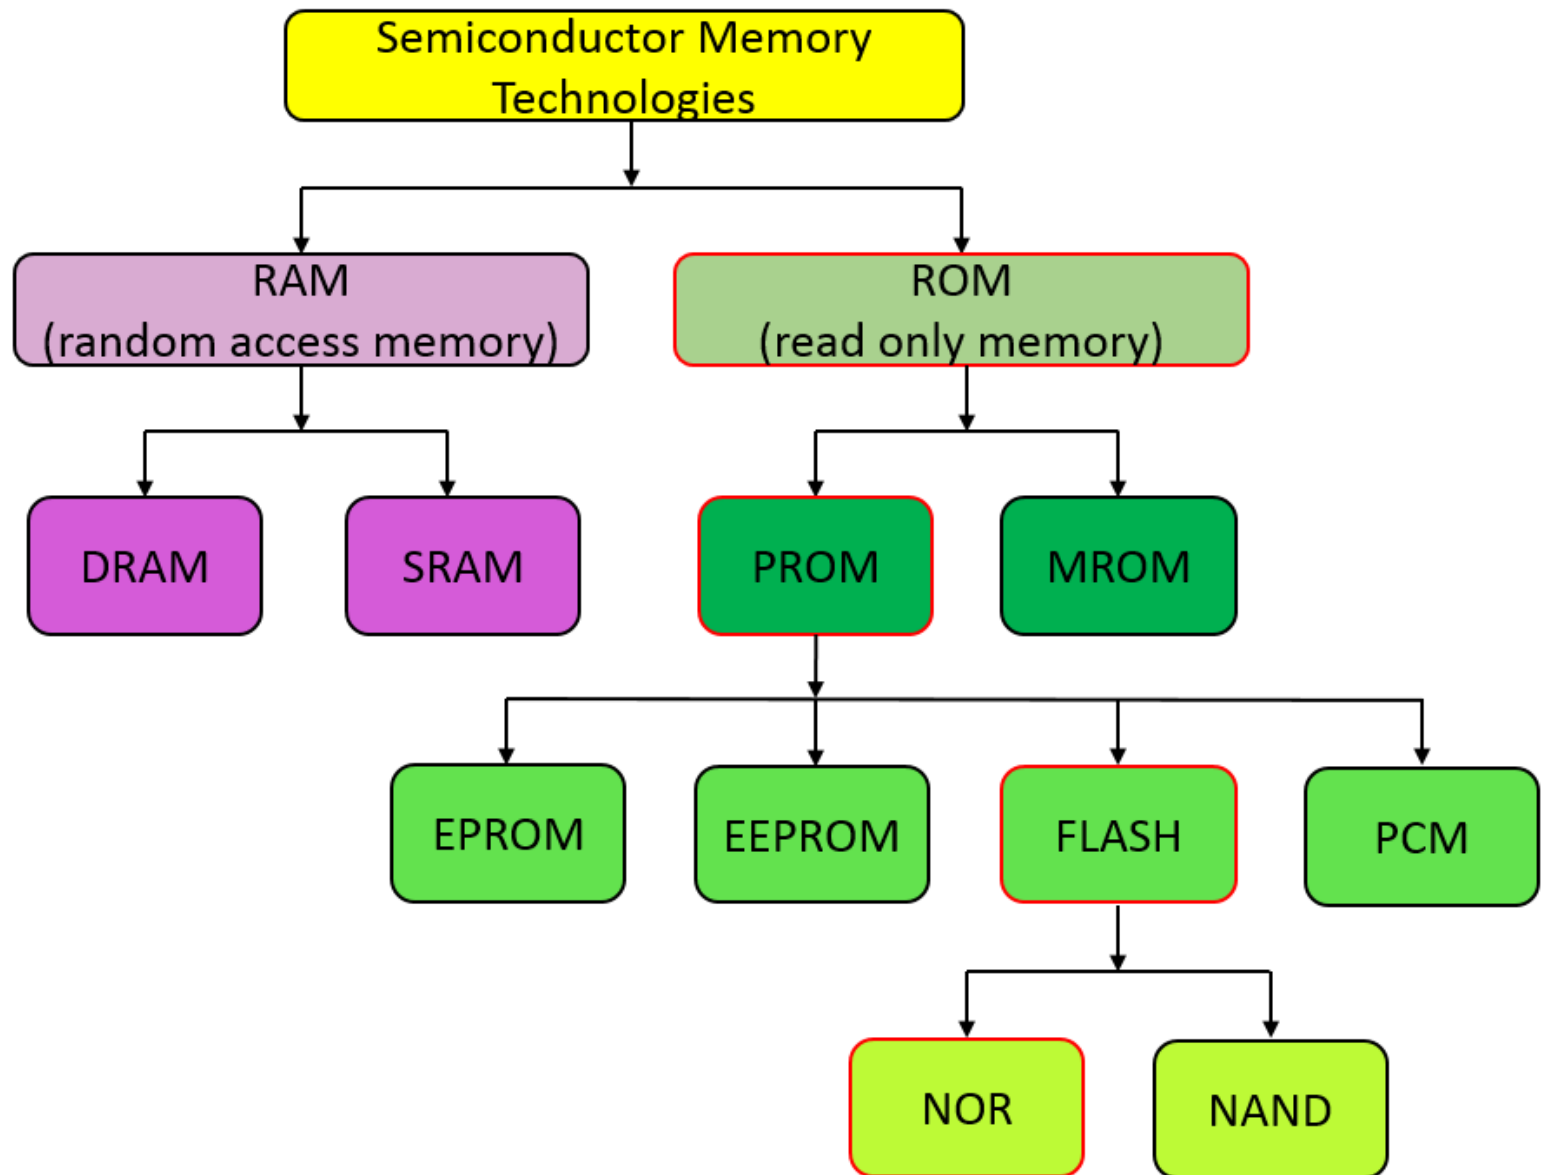 Semiconductor Memory
Technologies
RAM
(random access memory)
ROM
(read only memory)
DRAM
SRAM
PROM
MROM
EPROM
EEPROM
FLASH
PCM
NOR
NAND